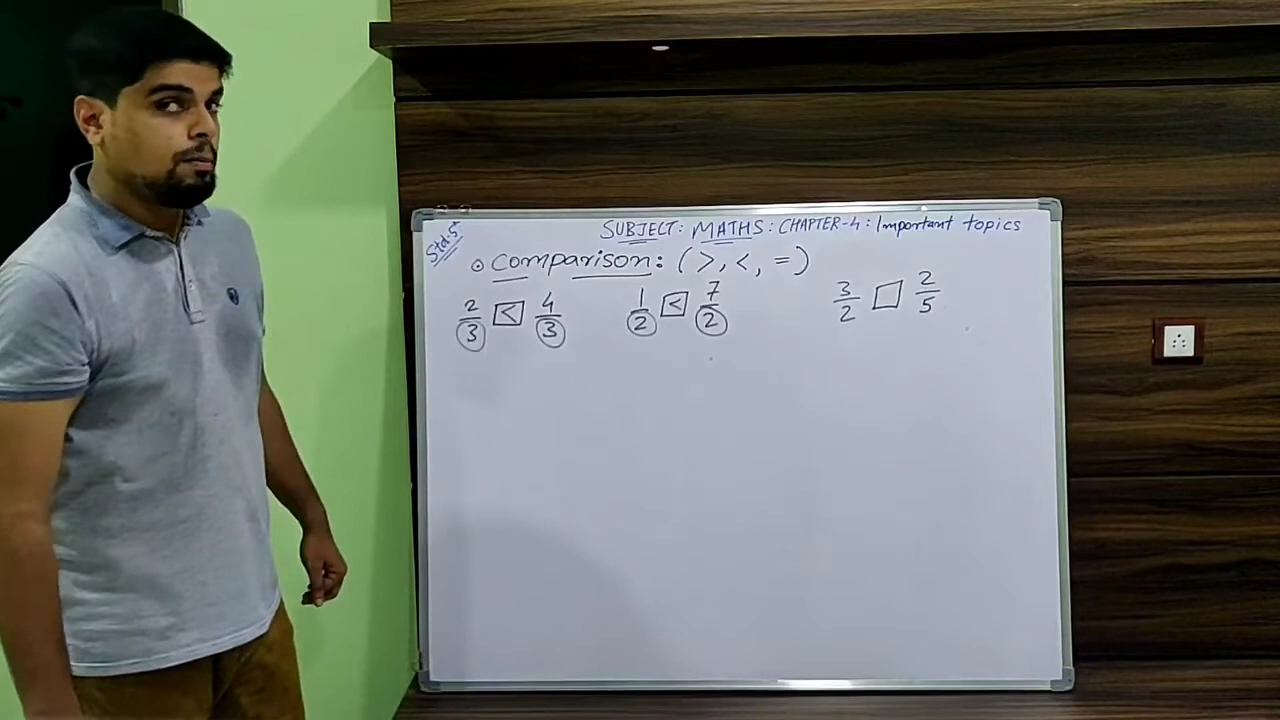 Std.5th
SUBJECT: MATHS: CHAPTER-4: Important topics
⊙ Comparison: (>, <, =)
2/3 < 4/3 1/2 < 7/2 3/2 □ 2/5